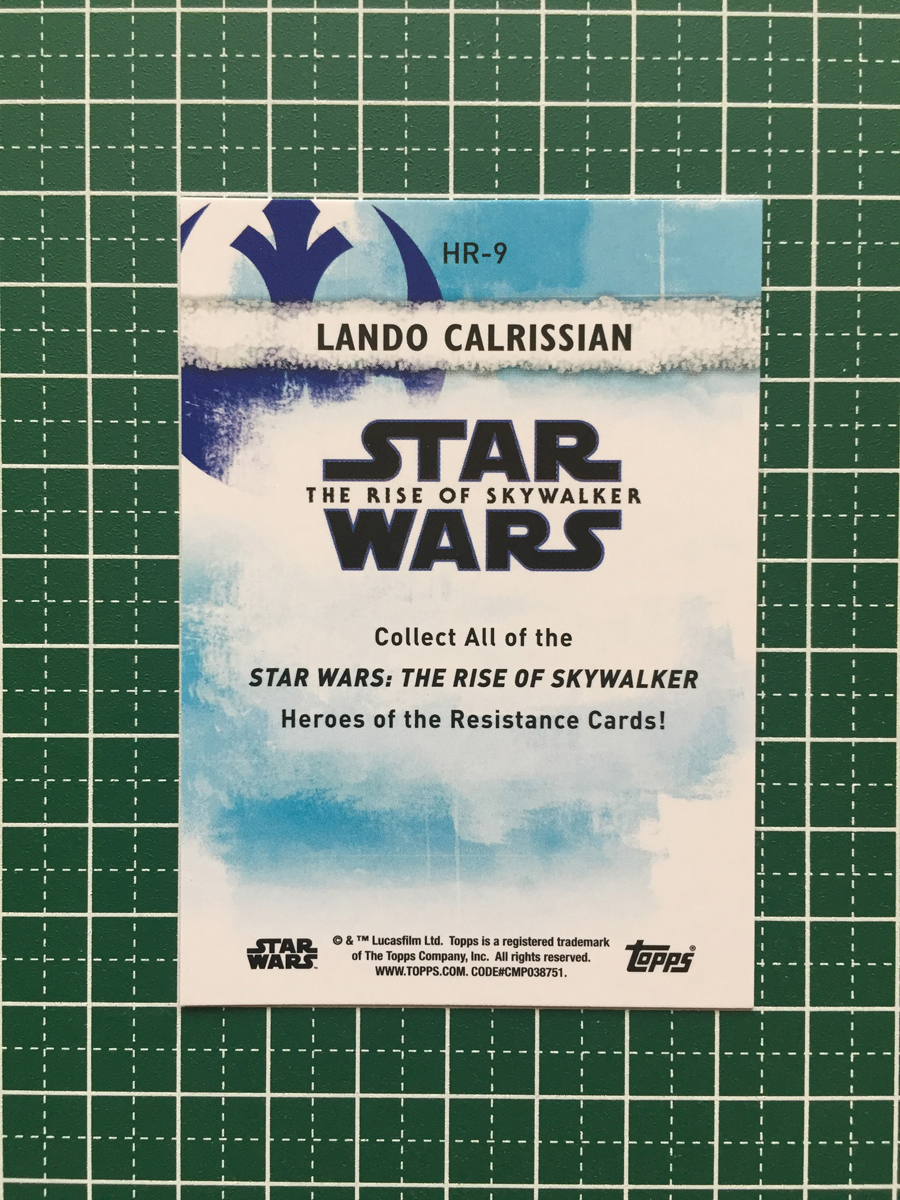 HR-9
LANDO CALRISSIAN
STAR
THE RISE OF SKYWALKER
WARS
Collect All of the
STAR WARS: THE RISE OF SKYWALKER
Heroes of the Resistance Cards!
STAR
WARS™
© & ™ Lucasfilm Ltd. Topps is a registered trademark
of The Topps Company, Inc. All rights reserved.
WWW.TOPPS.COM. CODE#CMP038751.
Topps®